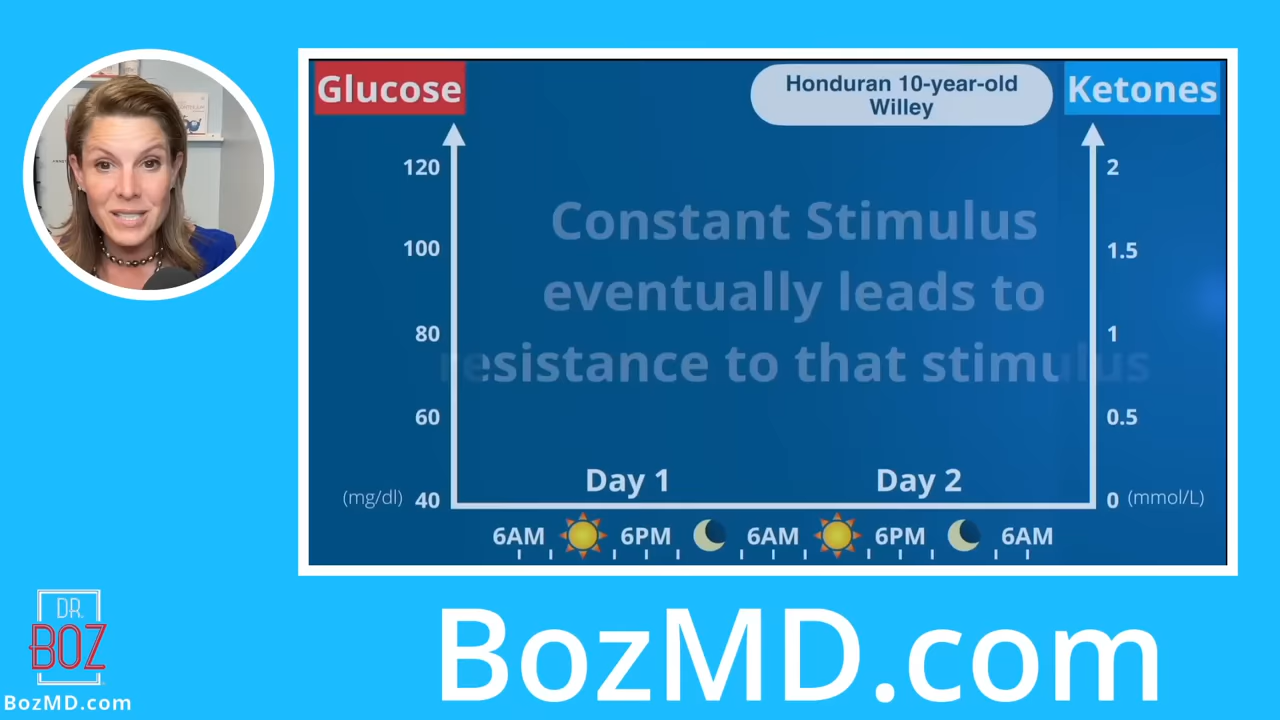 Glucose
Honduran 10-year-old
Willey
Ketones
120
100
80
60
(mg/dl) 40
2
1.5
1
0.5
0 (mmol/L)
Constant Stimulus
eventually leads to
resistance to that stimulus
Day 1
Day 2
6AM
6PM
6AM
6PM
6AM
DR.
BOZ
BozMD.com
BozMD.com